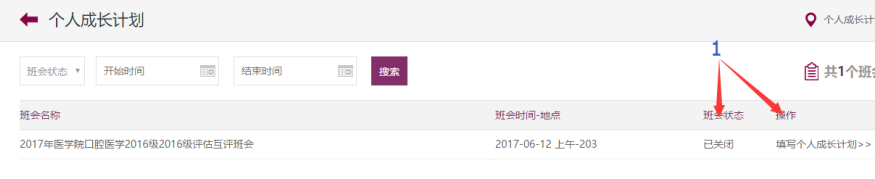 个人成长计划
个人成长计
1
班会状态 开始时间 结束时间 搜索 共1个班
班会名称 班会时间-地点 班会状态 操作
2017年医学院口腔医学2016级2016级评估互评班会 2017-06-12 上午-203 已关闭 填写个人成长计划>>